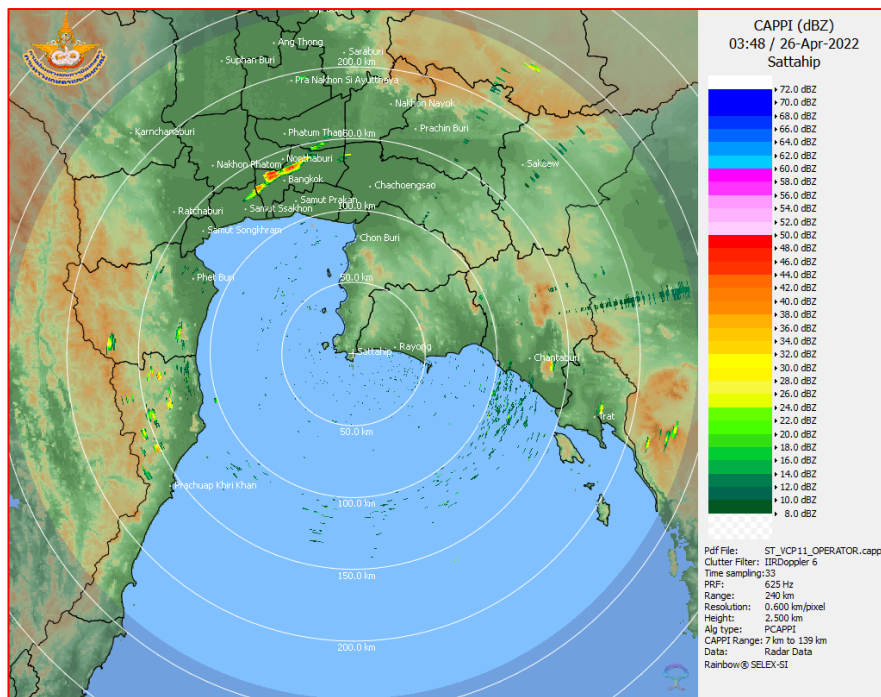 CAPPI (dBZ)
03:48 / 26-Apr-2022
Sattahip
72.0 dBZ
70.0 dBZ
68.0 dBZ
66.0 dBZ
64.0 dBZ
62.0 dBZ
60.0 dBZ
58.0 dBZ
56.0 dBZ
54.0 dBZ
52.0 dBZ
50.0 dBZ
48.0 dBZ
46.0 dBZ
44.0 dBZ
42.0 dBZ
40.0 dBZ
38.0 dBZ
36.0 dBZ
34.0 dBZ
32.0 dBZ
30.0 dBZ
28.0 dBZ
26.0 dBZ
24.0 dBZ
22.0 dBZ
20.0 dBZ
18.0 dBZ
16.0 dBZ
14.0 dBZ
12.0 dBZ
10.0 dBZ
8.0 dBZ
Pdf File: ST_VCP11_OPERATOR.capp
Clutter Filter: IIRDoppler 6
Time sampling:33
PRF: 625 Hz
Range: 240 km
Resolution: 0.600 km/pixel
Height: 2.500 km
Alg type: PCAPPI
CAPPI Range: 7 km to 139 km
Data: Radar Data
Rainbow® SELEX-SI
Ang Thong
Saraburi
Suphan Buri
200.0 km
Pra Nakhon Si Ayutthaya
Nakhon Nayok
Karnchanaburi
Phatum Thani
150.0 km
Prachin Buri
Nakhon Phatom
Nonthaburi
Sakaew
Bangkok
Chachoengsao
Samut Prakan
Ratchaburi
Samut Ssakhon
100.0 km
Samut Songkhram
Chon Buri
Phet Buri
50.0 km
Sattahip
Rayong
Chantaburi
Trat
50.0 km
Prachuap Khiri Khan
100.0 km
150.0 km
200.0 km